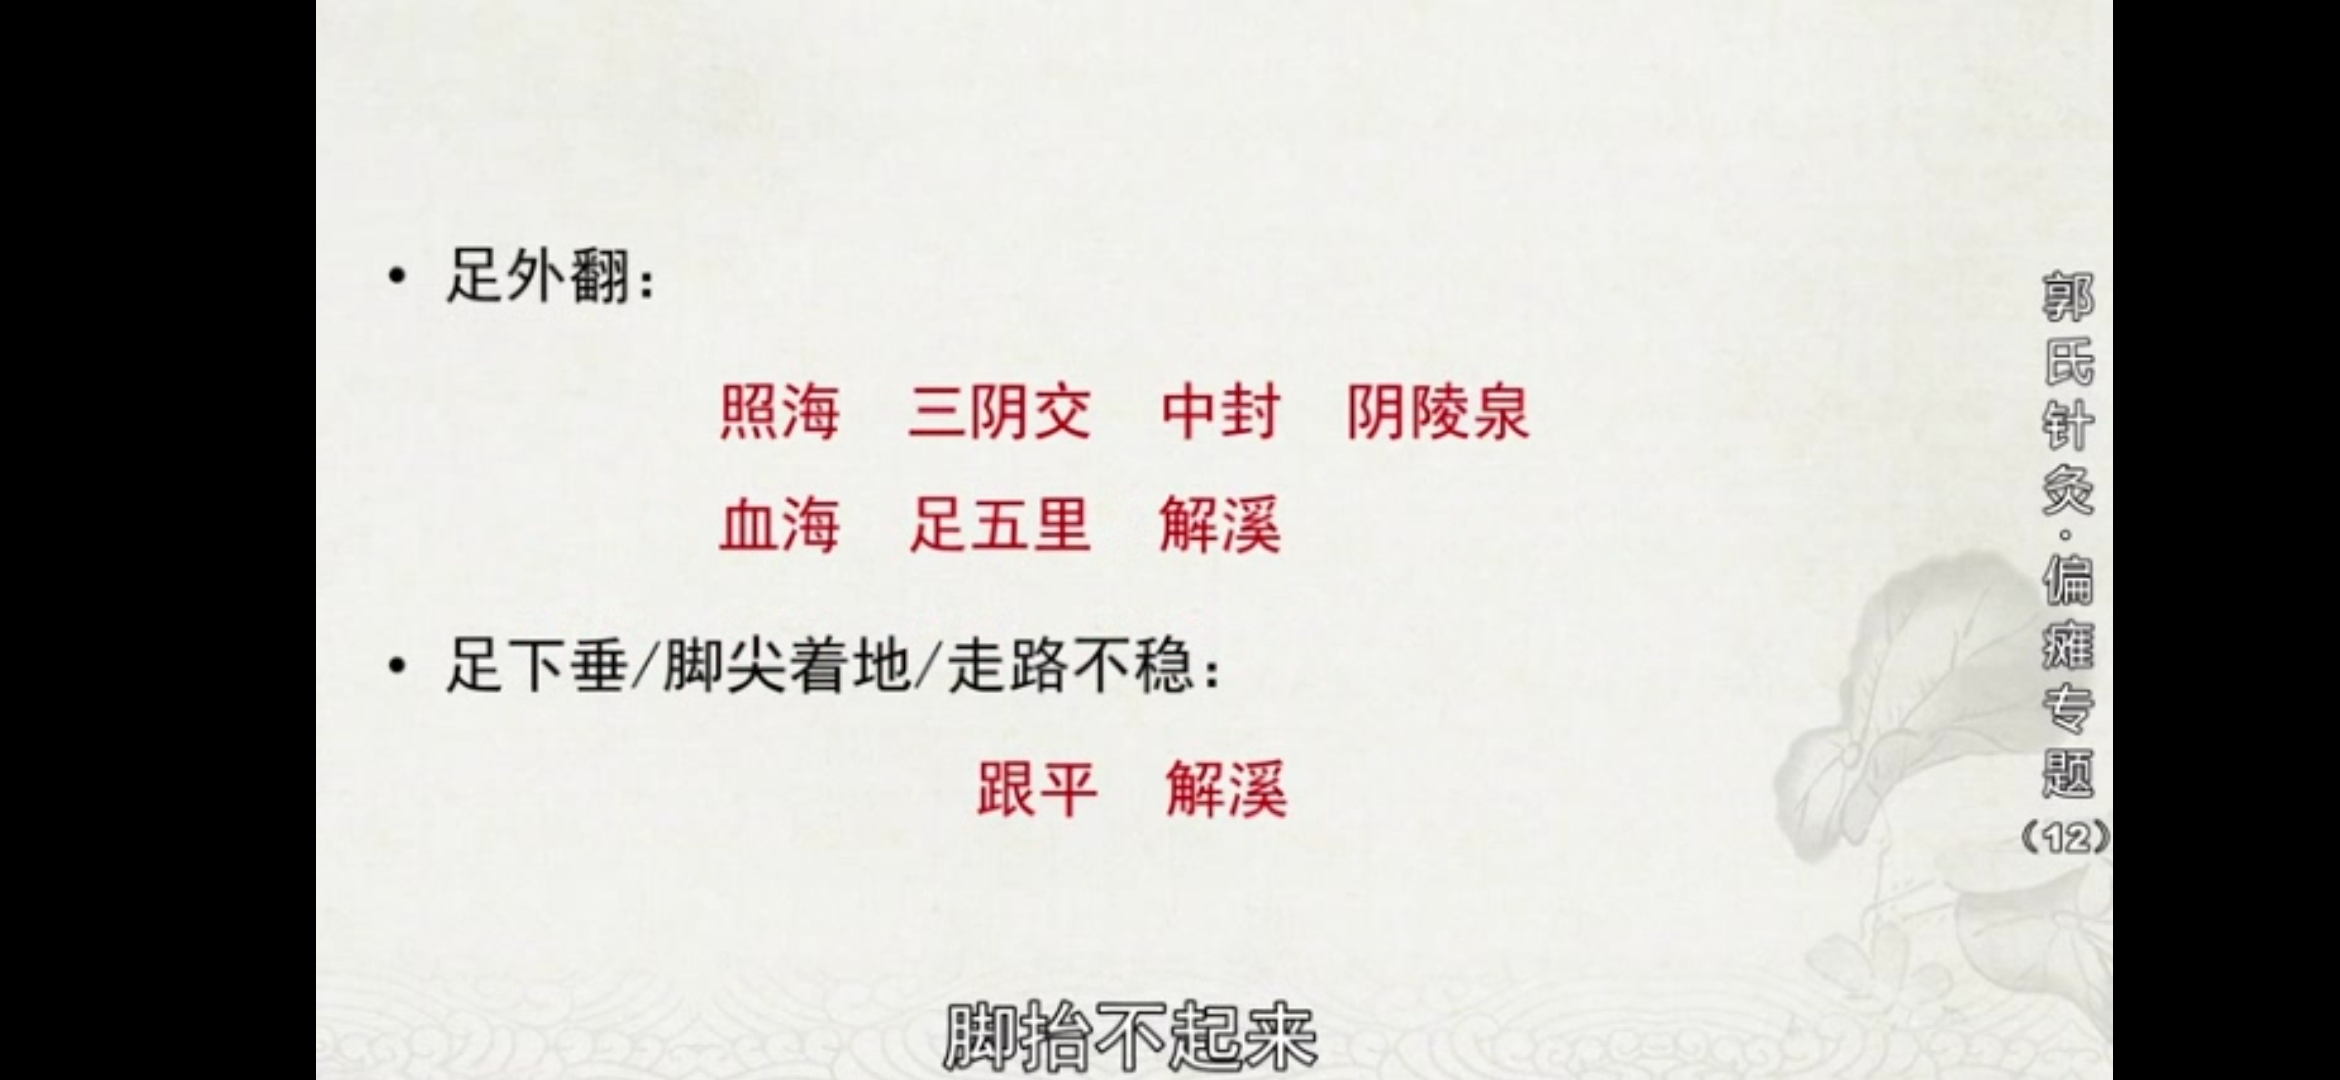 • 足外翻：
照海 三阴交 中封 阴陵泉
血海 足五里 解溪
• 足下垂/脚尖着地/走路不稳：
跟平 解溪
脚抬不起来
郭氏针灸·偏瘫专题（12）